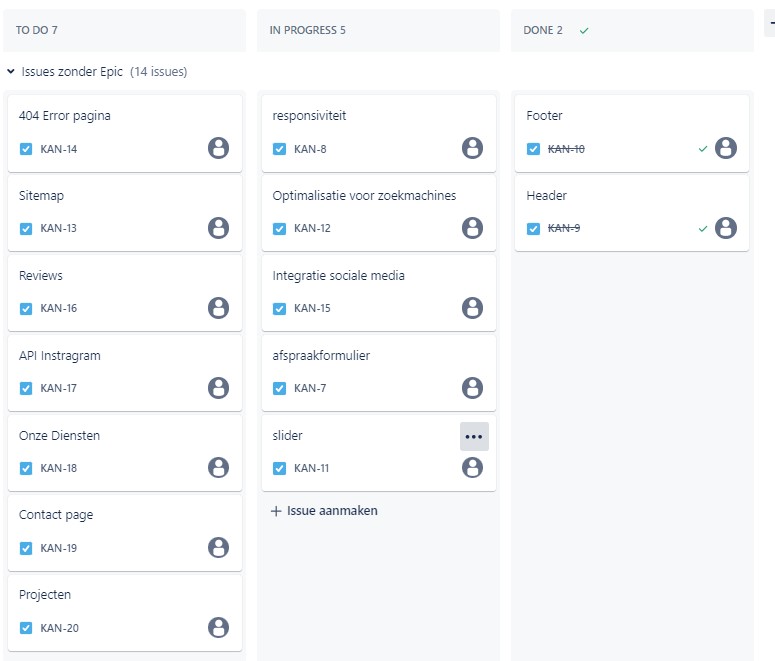 TO DO 7
IN PROGRESS 5
DONE 2
Issues zonder Epic (14 issues)
404 Error pagina
KAN-14
Sitemap
KAN-13
Reviews
KAN-16
API Instragram
KAN-17
Onze Diensten
KAN-18
Contact page
KAN-19
Projecten
KAN-20
responsiviteit
KAN-8
Optimalisatie voor zoekmachines
KAN-12
Integratie sociale media
KAN-15
afspraakformulier
KAN-7
slider
KAN-11
Issue aanmaken
Footer
KAN-10
Header
KAN-9